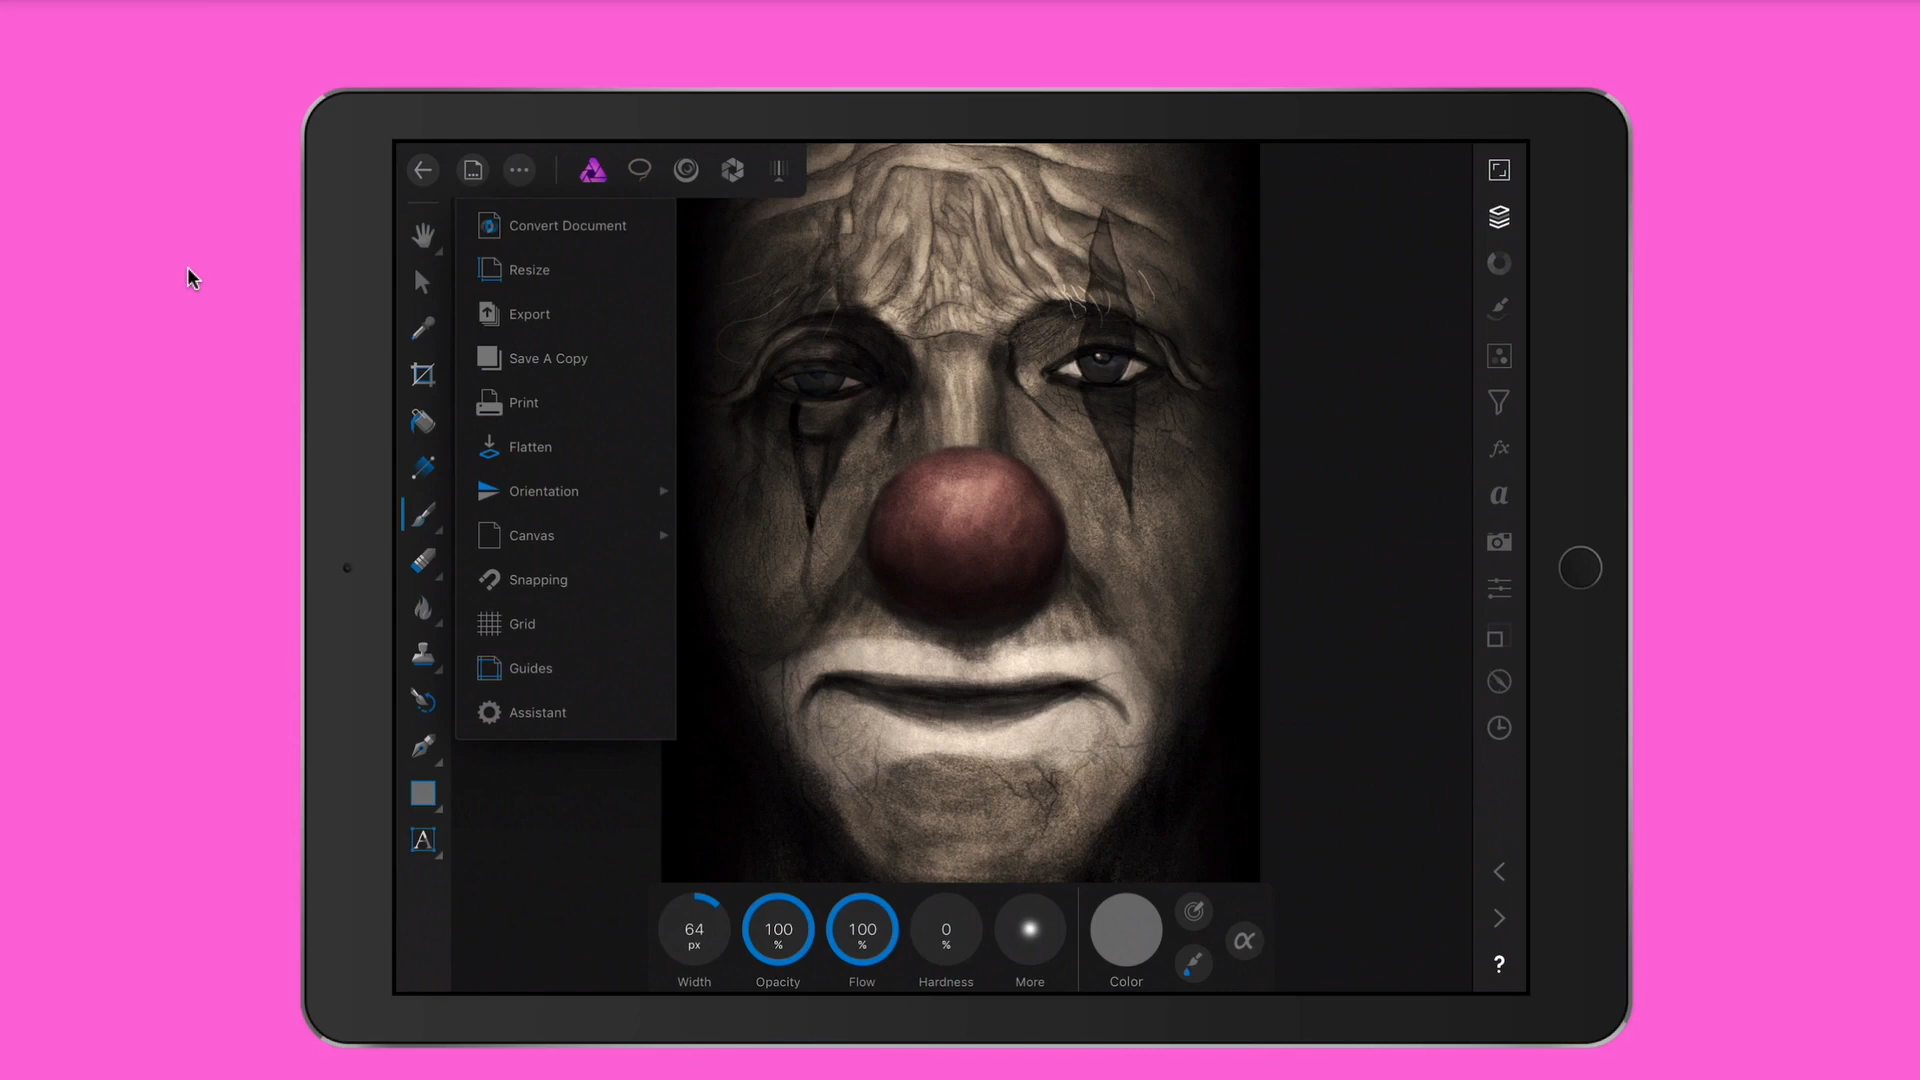 Convert Document
Resize
Export
Save A Copy
Print
Flatten
Orientation
Canvas
Snapping
Grid
Guides
Assistant
fx
a
A
64
px
100
%
100
%
0
%
α
?
Width
Opacity
Flow
Hardness
More
Color